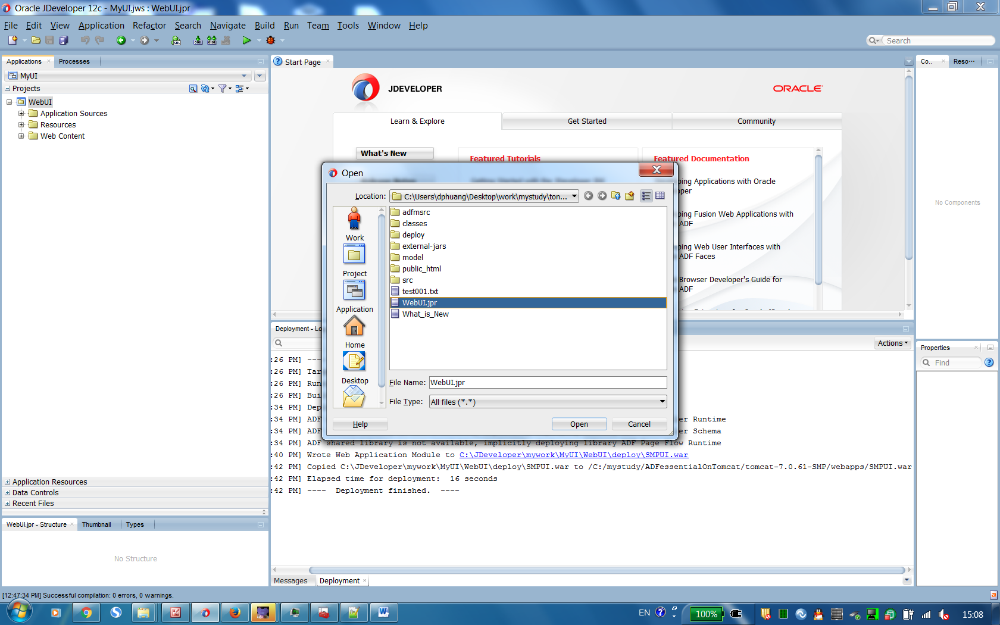 Oracle JDeveloper 12c - MyUI.jws : WebUI.jpr
File Edit View Application Refactor Search Navigate Build Run Team Tools Window Help
Search
Applications Processes
MyUI
Projects
WebUI
Application Sources
Resources
Web Content
Application Resources
Data Controls
Recent Files
WebUI.jpr - Structure Thumbnail Types
No Structure
Start Page
JDEVELOPER
ORACLE
Learn & Explore Get Started Community
What's New
Featured Tutorials
Featured Documentation
ping Applications with Oracle
oper
ping Fusion Web Applications with
ADF
ping Web User Interfaces with
ADF Faces
Browser Developer's Guide for
ADF
Open
Location: C:\Users\dphuang\Desktop\work\mystudy\ton...
Work
Project
Application
Home
Desktop
adfmsrc
classes
deploy
external-jars
model
public_html
src
test001.txt
WebUI.jpr
What_is_New
File Name: WebUI.jpr
File Type: All files (*.*)
Help Open Cancel
Deployment - Lo
Actions
:26 PM] ---
:26 PM] Tar
:26 PM] Run
:26 PM] Bui
:34 PM] Dep
:34 PM] ADF er Runtime
:34 PM] ADF er Schema
:34 PM] ADF shared library is not available, implicitly deploying library ADF Page Flow Runtime
:40 PM] Wrote Web Application Module to C:\JDeveloper\mywork\MyUI\WebUI\deploy\SMPUI.war
:42 PM] Copied C:\JDeveloper\mywork\MyUI\WebUI\deploy\SMPUI.war to /C:/mystudy/ADFessentialOnTomcat/tomcat-7.0.61-SMP/webapps/SMPUI.war
:42 PM] Elapsed time for deployment: 16 seconds
:42 PM] ---- Deployment finished. ----
Messages Deployment
Co.. Reso...
No Components
Properties
Find
[12:47:34 PM] Successful compilation: 0 errors, 0 warnings.
EN
100%
15:08